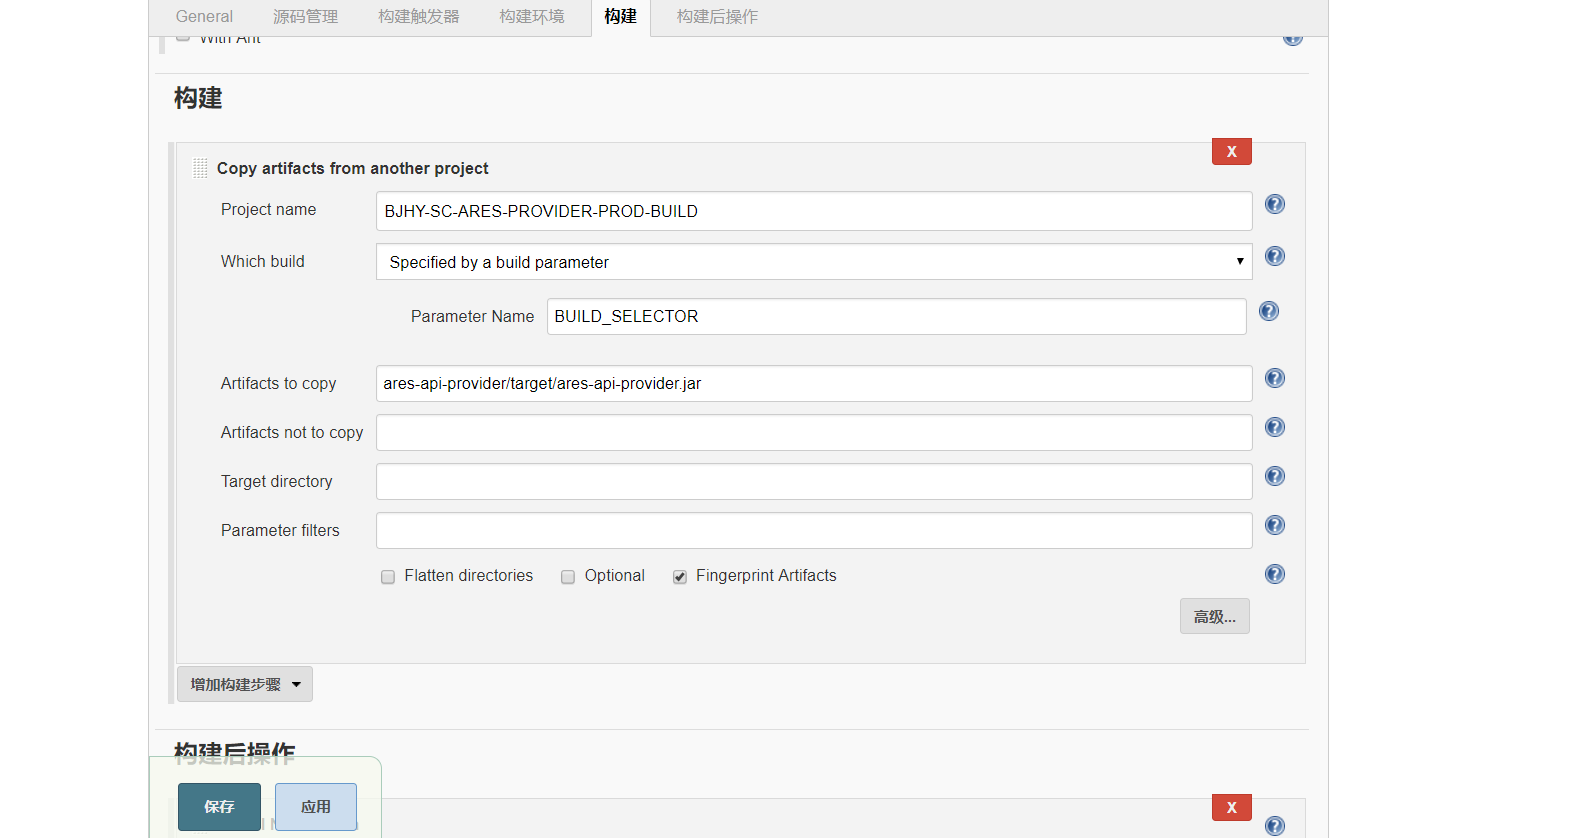 General 源码管理 构建触发器 构建环境 构建 构建后操作
With Ant
构建
X
Copy artifacts from another project
Project name BJHY-SC-ARES-PROVIDER-PROD-BUILD
Which build Specified by a build parameter
Parameter Name BUILD_SELECTOR
Artifacts to copy ares-api-provider/target/ares-api-provider.jar
Artifacts not to copy
Target directory
Parameter filters
Flatten directories Optional Fingerprint Artifacts
高级...
增加构建步骤
构建后操作
保存 应用
X